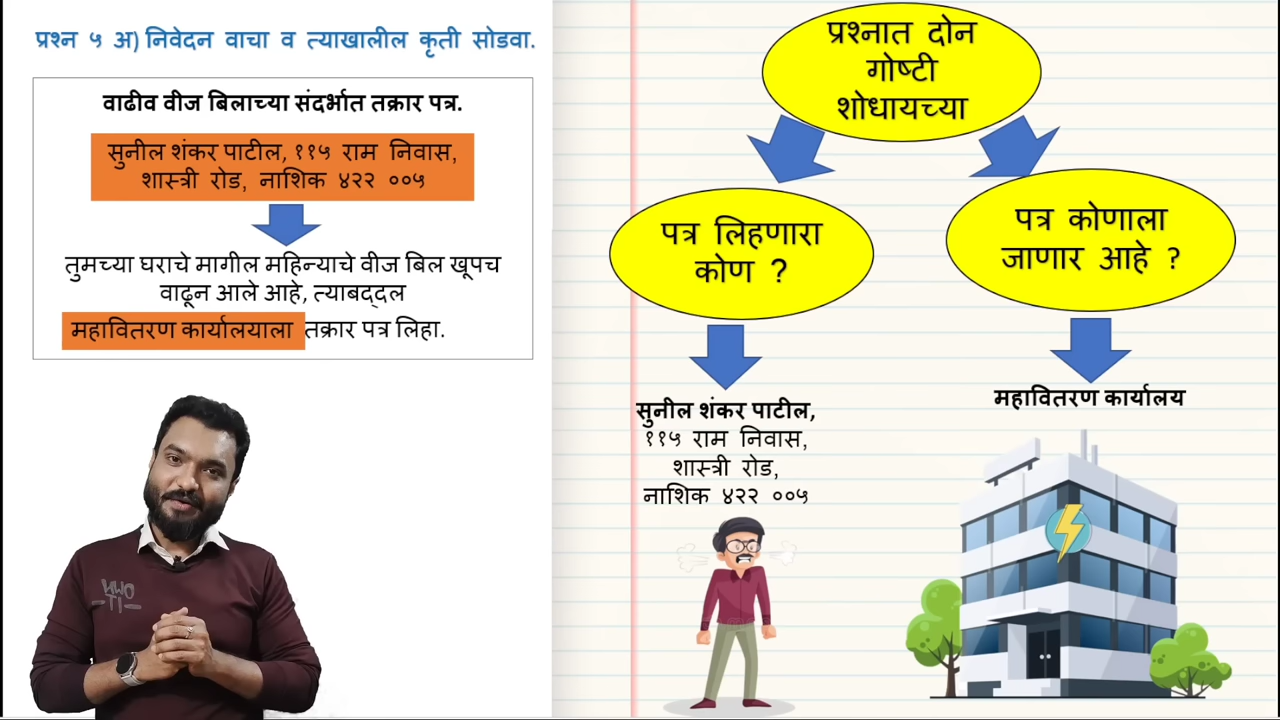 प्रश्न ५ अ) निवेदन वाचा व त्याखालील कृती सोडवा.
वाढीव वीज बिलाच्या संदर्भात तक्रार पत्र.
सुनील शंकर पाटील, ११५ राम निवास,
शास्त्री रोड, नाशिक ४२२ ००५
तुमच्या घराचे मागील महिन्याचे वीज बिल खूपच
वाढून आले आहे, त्याबद्दल
महावितरण कार्यालयाला तक्रार पत्र लिहा.
प्रश्नात दोन
गोष्टी
शोधायच्या
पत्र लिहणारा
कोण ?
पत्र कोणाला
जाणार आहे ?
सुनील शंकर पाटील,
११५ राम निवास,
शास्त्री रोड,
नाशिक ४२२ ००५
महावितरण कार्यालय